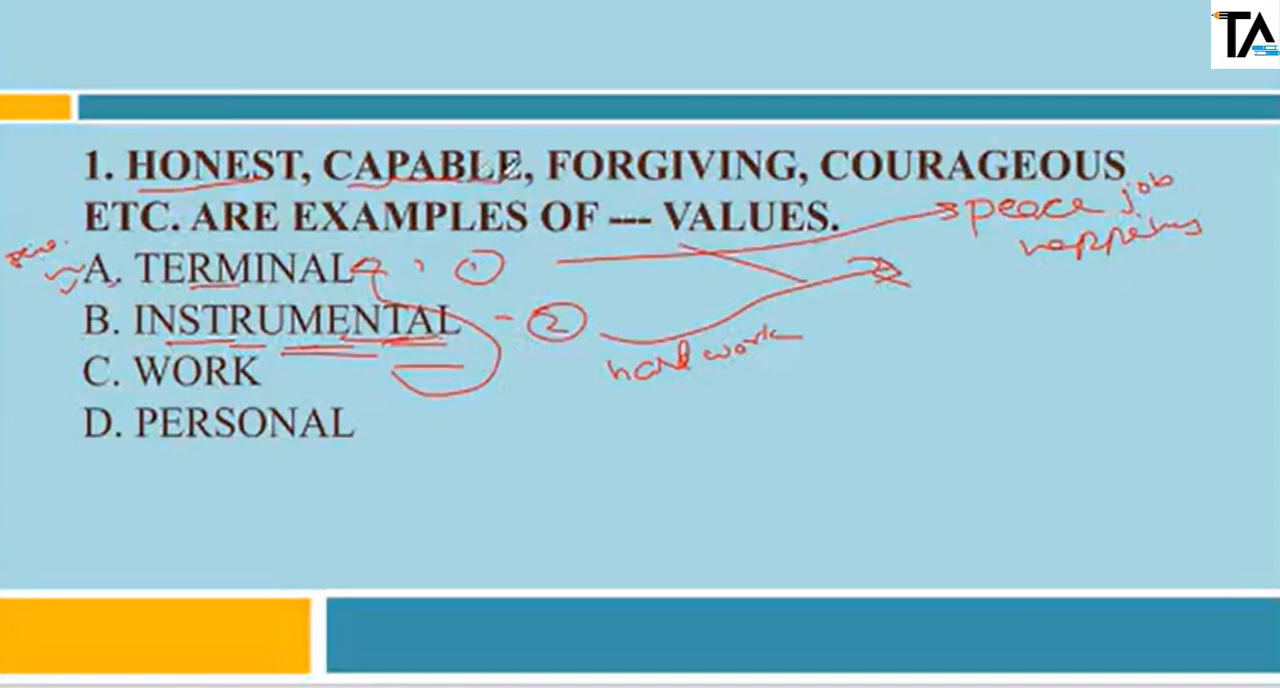 TA
1. HONEST, CAPABLE, FORGIVING, COURAGEOUS
ETC. ARE EXAMPLES OF --- VALUES.
peace job
happiness
A. TERMINAL 1
B. INSTRUMENTAL - 2
hard work
C. WORK
D. PERSONAL